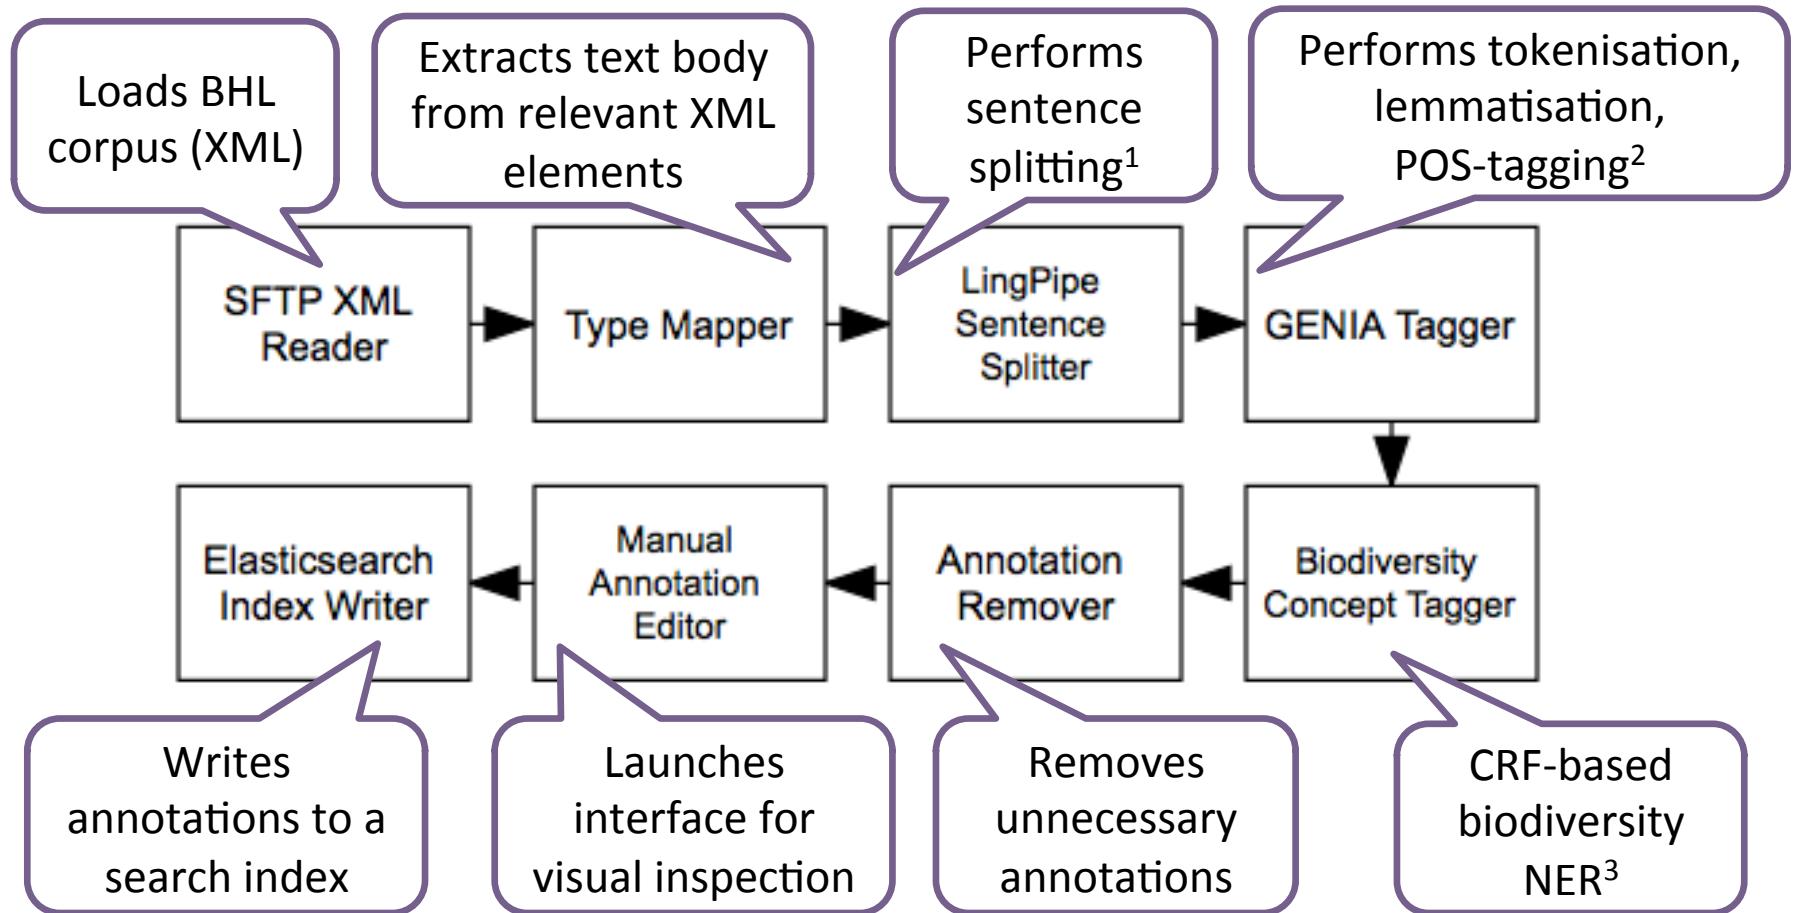 Loads BHL
corpus (XML)
Extracts text body
from relevant XML
elements
Performs
sentence
splitting¹
Performs tokenisation,
lemmatisation,
POS-tagging²
SFTP XML
Reader
Type Mapper
LingPipe
Sentence
Splitter
GENIA Tagger
Elasticsearch
Index Writer
Manual
Annotation
Editor
Annotation
Remover
Biodiversity
Concept Tagger
Writes
annotations to a
search index
Launches
interface for
visual inspection
Removes
unnecessary
annotations
CRF-based
biodiversity
NER³